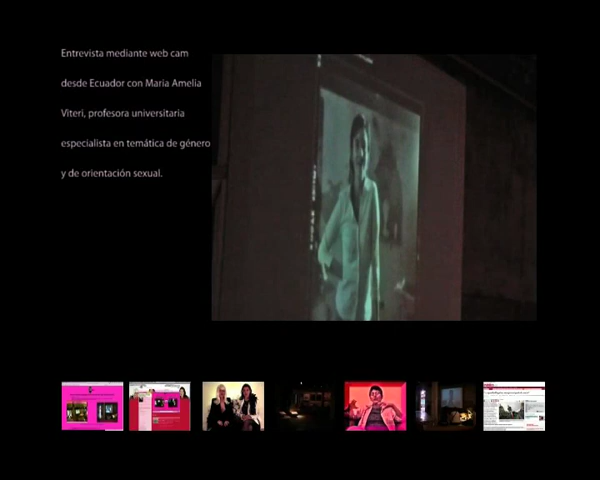 Entrevista mediante web cam
desde Ecuador con Maria Amelia
Viteri, profesora universitaria
especialista en temática de género
y de orientación sexual.